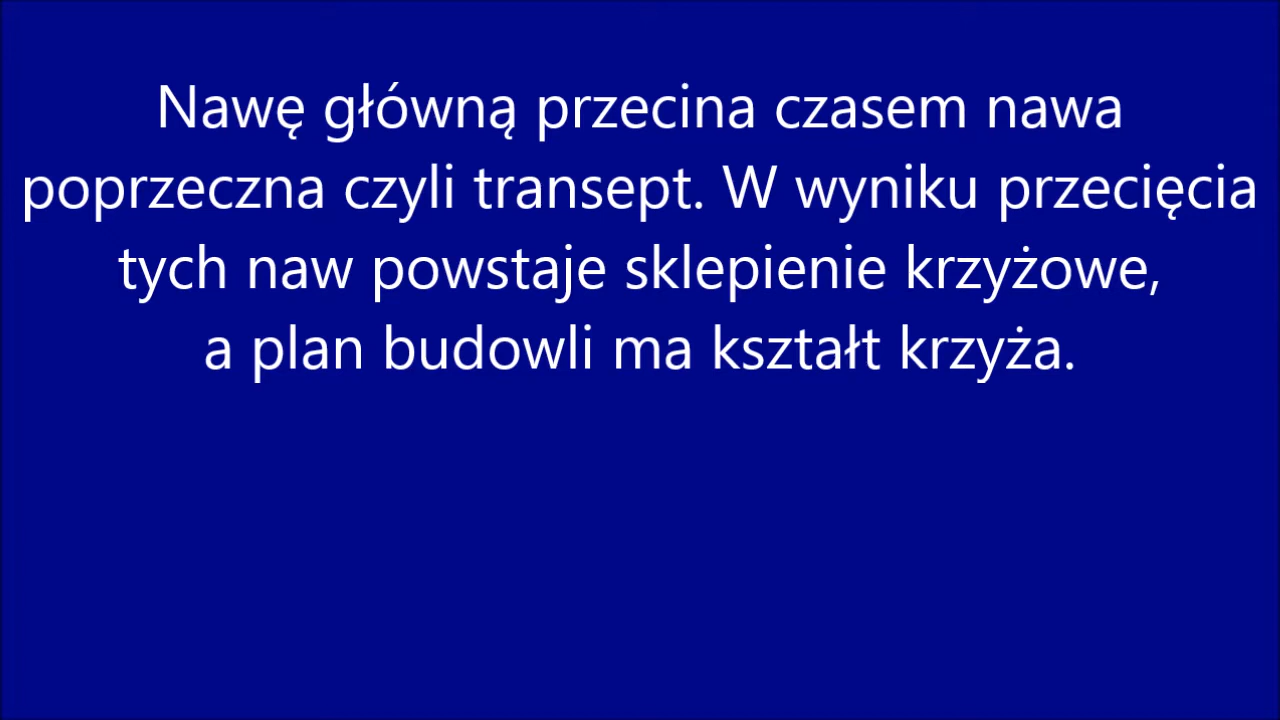 Nawę główną przecina czasem nawa
poprzeczna czyli transept. W wyniku przecięcia
tych naw powstaje sklepienie krzyżowe,
a plan budowli ma kształt krzyża.